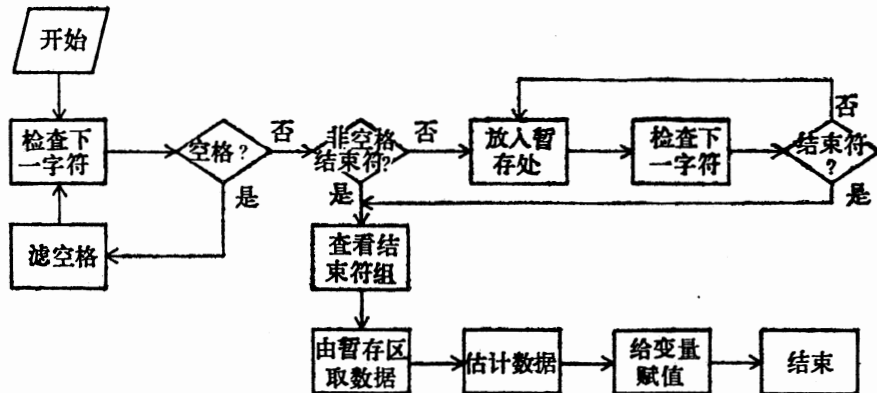 开始
检查下
一字符
空格?
否
是
滤空格
非空格
结束符?
否
是
放入暂
存处
检查下
一字符
结束符
?
否
是
查看结
束符组
由暂存区
取数据
估计数据
给变量
赋值
结束